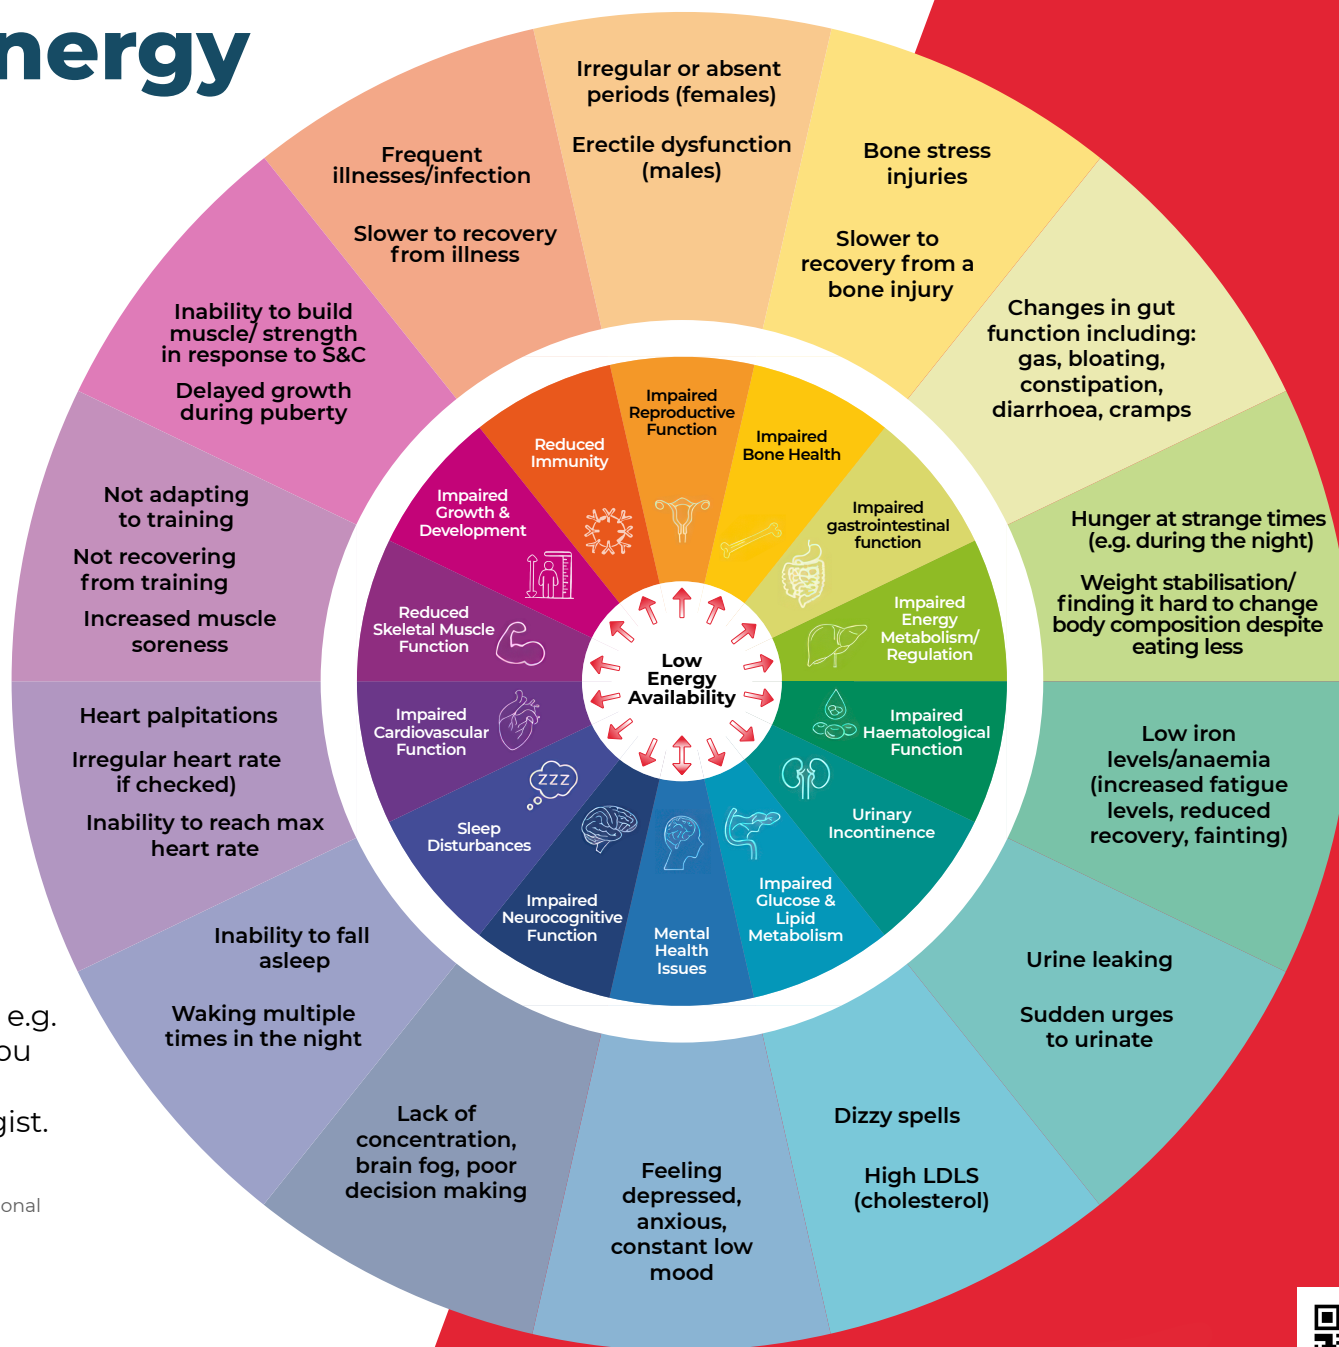 nergy
Irregular or absent
periods (females)
Erectile dysfunction
(males)
Bone stress
injuries
Slower to
recovery from a
bone injury
Changes in gut
function including:
gas, bloating,
constipation,
diarrhoea, cramps
Hunger at strange times
(e.g. during the night)
Weight stabilisation/
finding it hard to change
body composition despite
eating less
Low iron
levels/anaemia
(increased fatigue
levels, reduced
recovery, fainting)
Urine leaking
Sudden urges
to urinate
Dizzy spells
High LDLS
(cholesterol)
Feeling
depressed,
anxious,
constant low
mood
Lack of
concentration,
brain fog, poor
decision making
Inability to fall
asleep
Waking multiple
times in the night
Heart palpitations
Irregular heart rate
if checked)
Inability to reach max
heart rate
Not adapting
to training
Not recovering
from training
Increased muscle
soreness
Inability to build
muscle/ strength
in response to S&C
Delayed growth
during puberty
Frequent
illnesses/infection
Slower to recovery
from illness
Impaired
Reproductive
Function
Impaired
Bone Health
Impaired
gastrointestinal
function
Impaired
Energy
Metabolism/
Regulation
Impaired
Haematological
Function
Urinary
Incontinence
Impaired
Glucose &
Lipid
Metabolism
Mental
Health
Issues
Impaired
Neurocognitive
Function
Sleep
Disturbances
zzz
Impaired
Cardiovascular
Function
Reduced
Skeletal Muscle
Function
Impaired
Growth &
Development
Reduced
Immunity
Low
Energy
Availability
e.g.
ou
gist.
onal